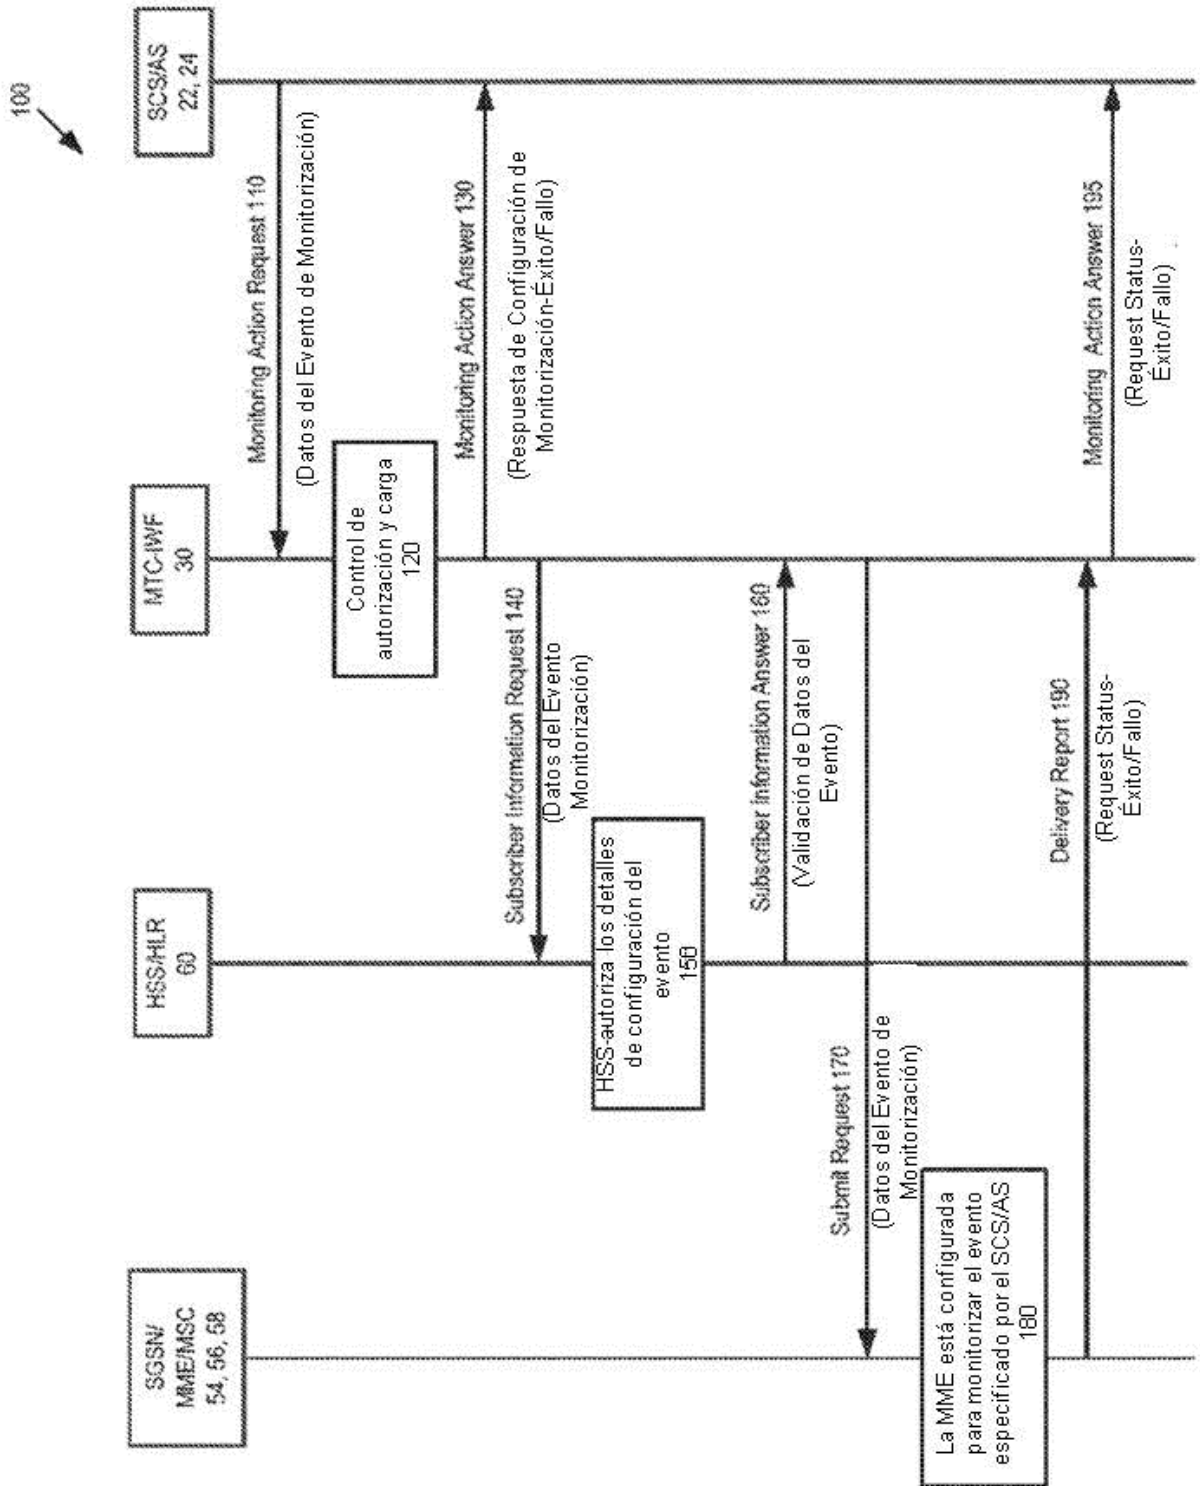 100
SGSN/
MME/MSC
54, 56, 58
HSS/HLR
60
MTC-IWF
30
SCS/AS
22, 24
Monitoring Action Request 110
(Datos del Evento de Monitorización)
Control de
autorización y carga
120
Monitoring Action Answer 130
(Respuesta de Configuración de
Monitorización-Éxito/Fallo)
Subscriber Information Request 140
(Datos del Evento
Monitorización)
HSS-autoriza los detalles
de configuración del
evento
150
Subscriber Information Answer 160
(Validación de Datos del
Evento)
Submit Request 170
(Datos del Evento de
Monitorización)
La MME está configurada
para monitorizar el evento
especificado por el SCS/AS
180
Delivery Report 190
(Request Status-
Éxito/Fallo)
Monitoring Action Answer 195
(Request Status-
Éxito/Fallo)